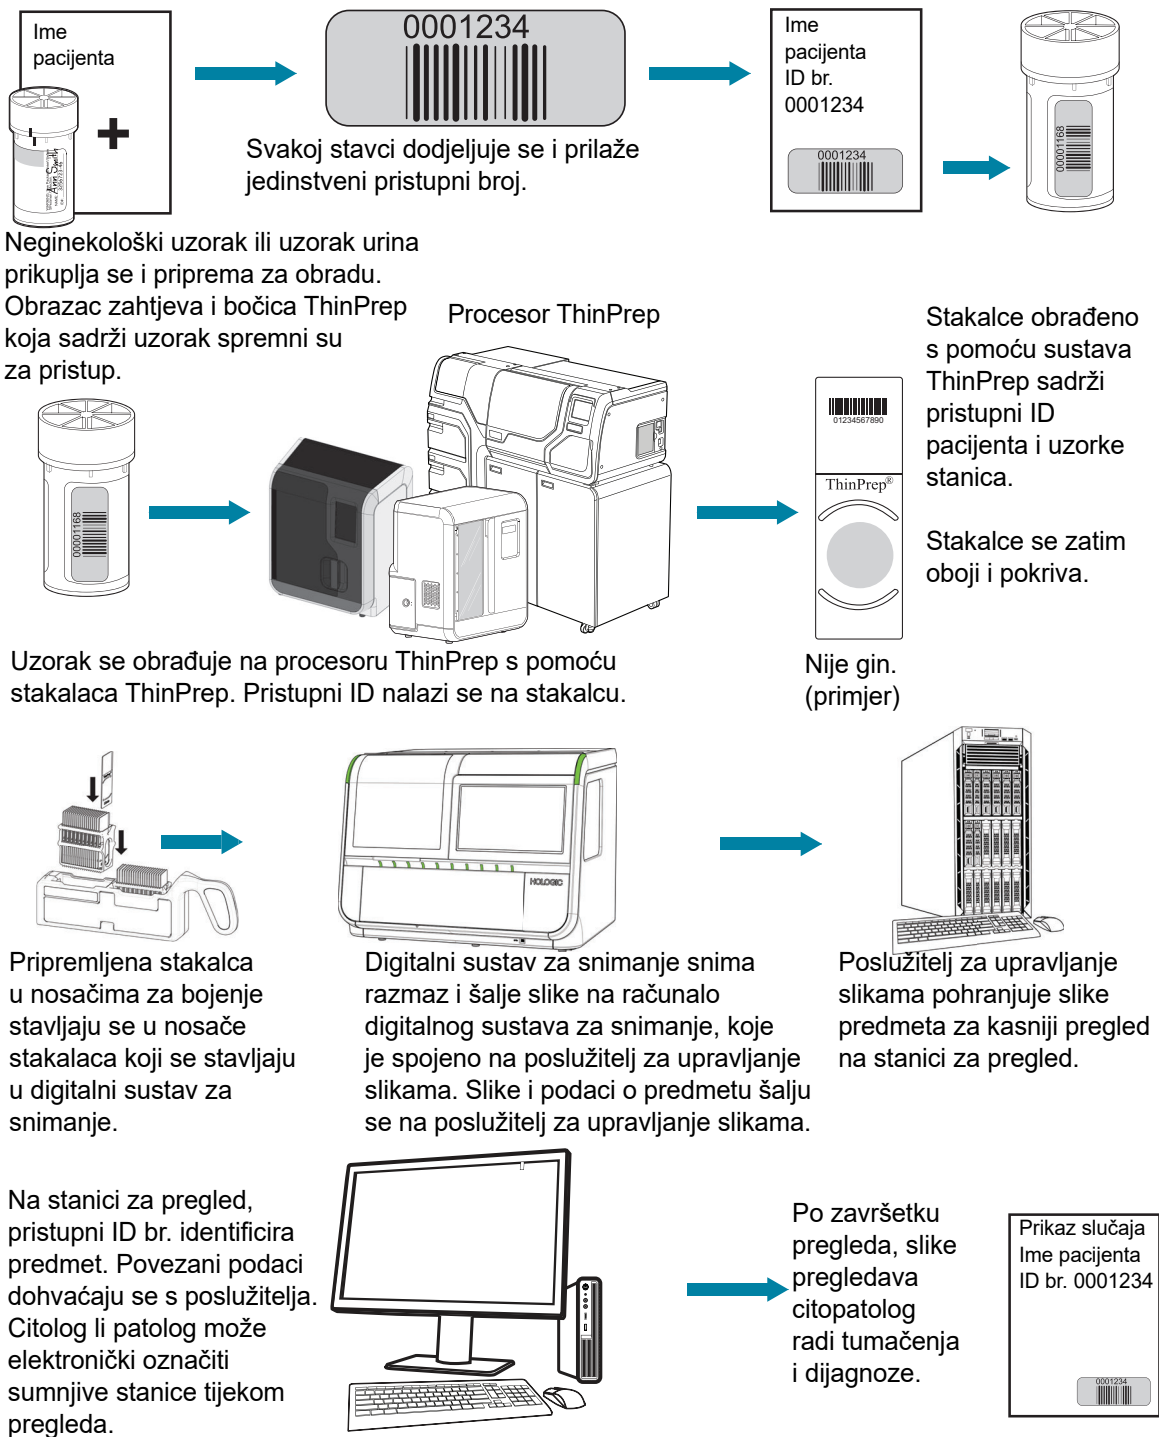 Ime
pacijenta
Ann Smith
0001234
Svakoj stavci dodjeljuje se i prilaže
jedinstveni pristupni broj.
Ime
pacijenta
ID br.
0001234
0001234
00001168
Neginekološki uzorak ili uzorak urina
prikuplja se i priprema za obradu.
Obrazac zahtjeva i bočica ThinPrep
koja sadrži uzorak spremni su
za pristup.
00001168
Procesor ThinPrep
01234567890
ThinPrep®
Nije gin.
(primjer)
Stakalce obrađeno
s pomoću sustava
ThinPrep sadrži
pristupni ID
pacijenta i uzorke
stanica.
Stakalce se zatim
oboji i pokriva.
Uzorak se obrađuje na procesoru ThinPrep s pomoću
stakalaca ThinPrep. Pristupni ID nalazi se na stakalcu.
HOLOGIC
Pripremljena stakalca
u nosačima za bojenje
stavljaju se u nosače
stakalaca koji se stavljaju
u digitalni sustav za
snimanje.
Digitalni sustav za snimanje snima
razmaz i šalje slike na računalo
digitalnog sustava za snimanje, koje
je spojeno na poslužitelj za upravljanje
slikama. Slike i podaci o predmetu šalju
se na poslužitelj za upravljanje slikama.
Poslužitelj za upravljanje
slikama pohranjuje slike
predmeta za kasniji pregled
na stanici za pregled.
Na stanici za pregled,
pristupni ID br. identificira
predmet. Povezani podaci
dohvaćaju se s poslužitelja.
Citolog li patolog može
elektronički označiti
sumnjive stanice tijekom
pregleda.
Po završetku
pregleda, slike
pregledava
citopatolog
radi tumačenja
i dijagnoze.
Prikaz slučaja
Ime pacijenta
ID br. 0001234
0001234